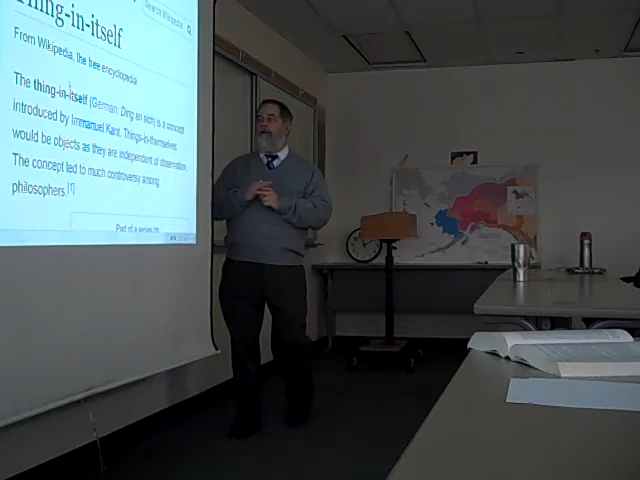 Thing-in-itself
Search Wikipedia
From Wikipedia, the free encyclopedia
The thing-in-itself (German: Ding an sich) is a concept
introduced by Immanuel Kant. Things-in-themselves
would be objects as they are independent of observation.
The concept led to much controversy among
philosophers.[1]
Part of a series on